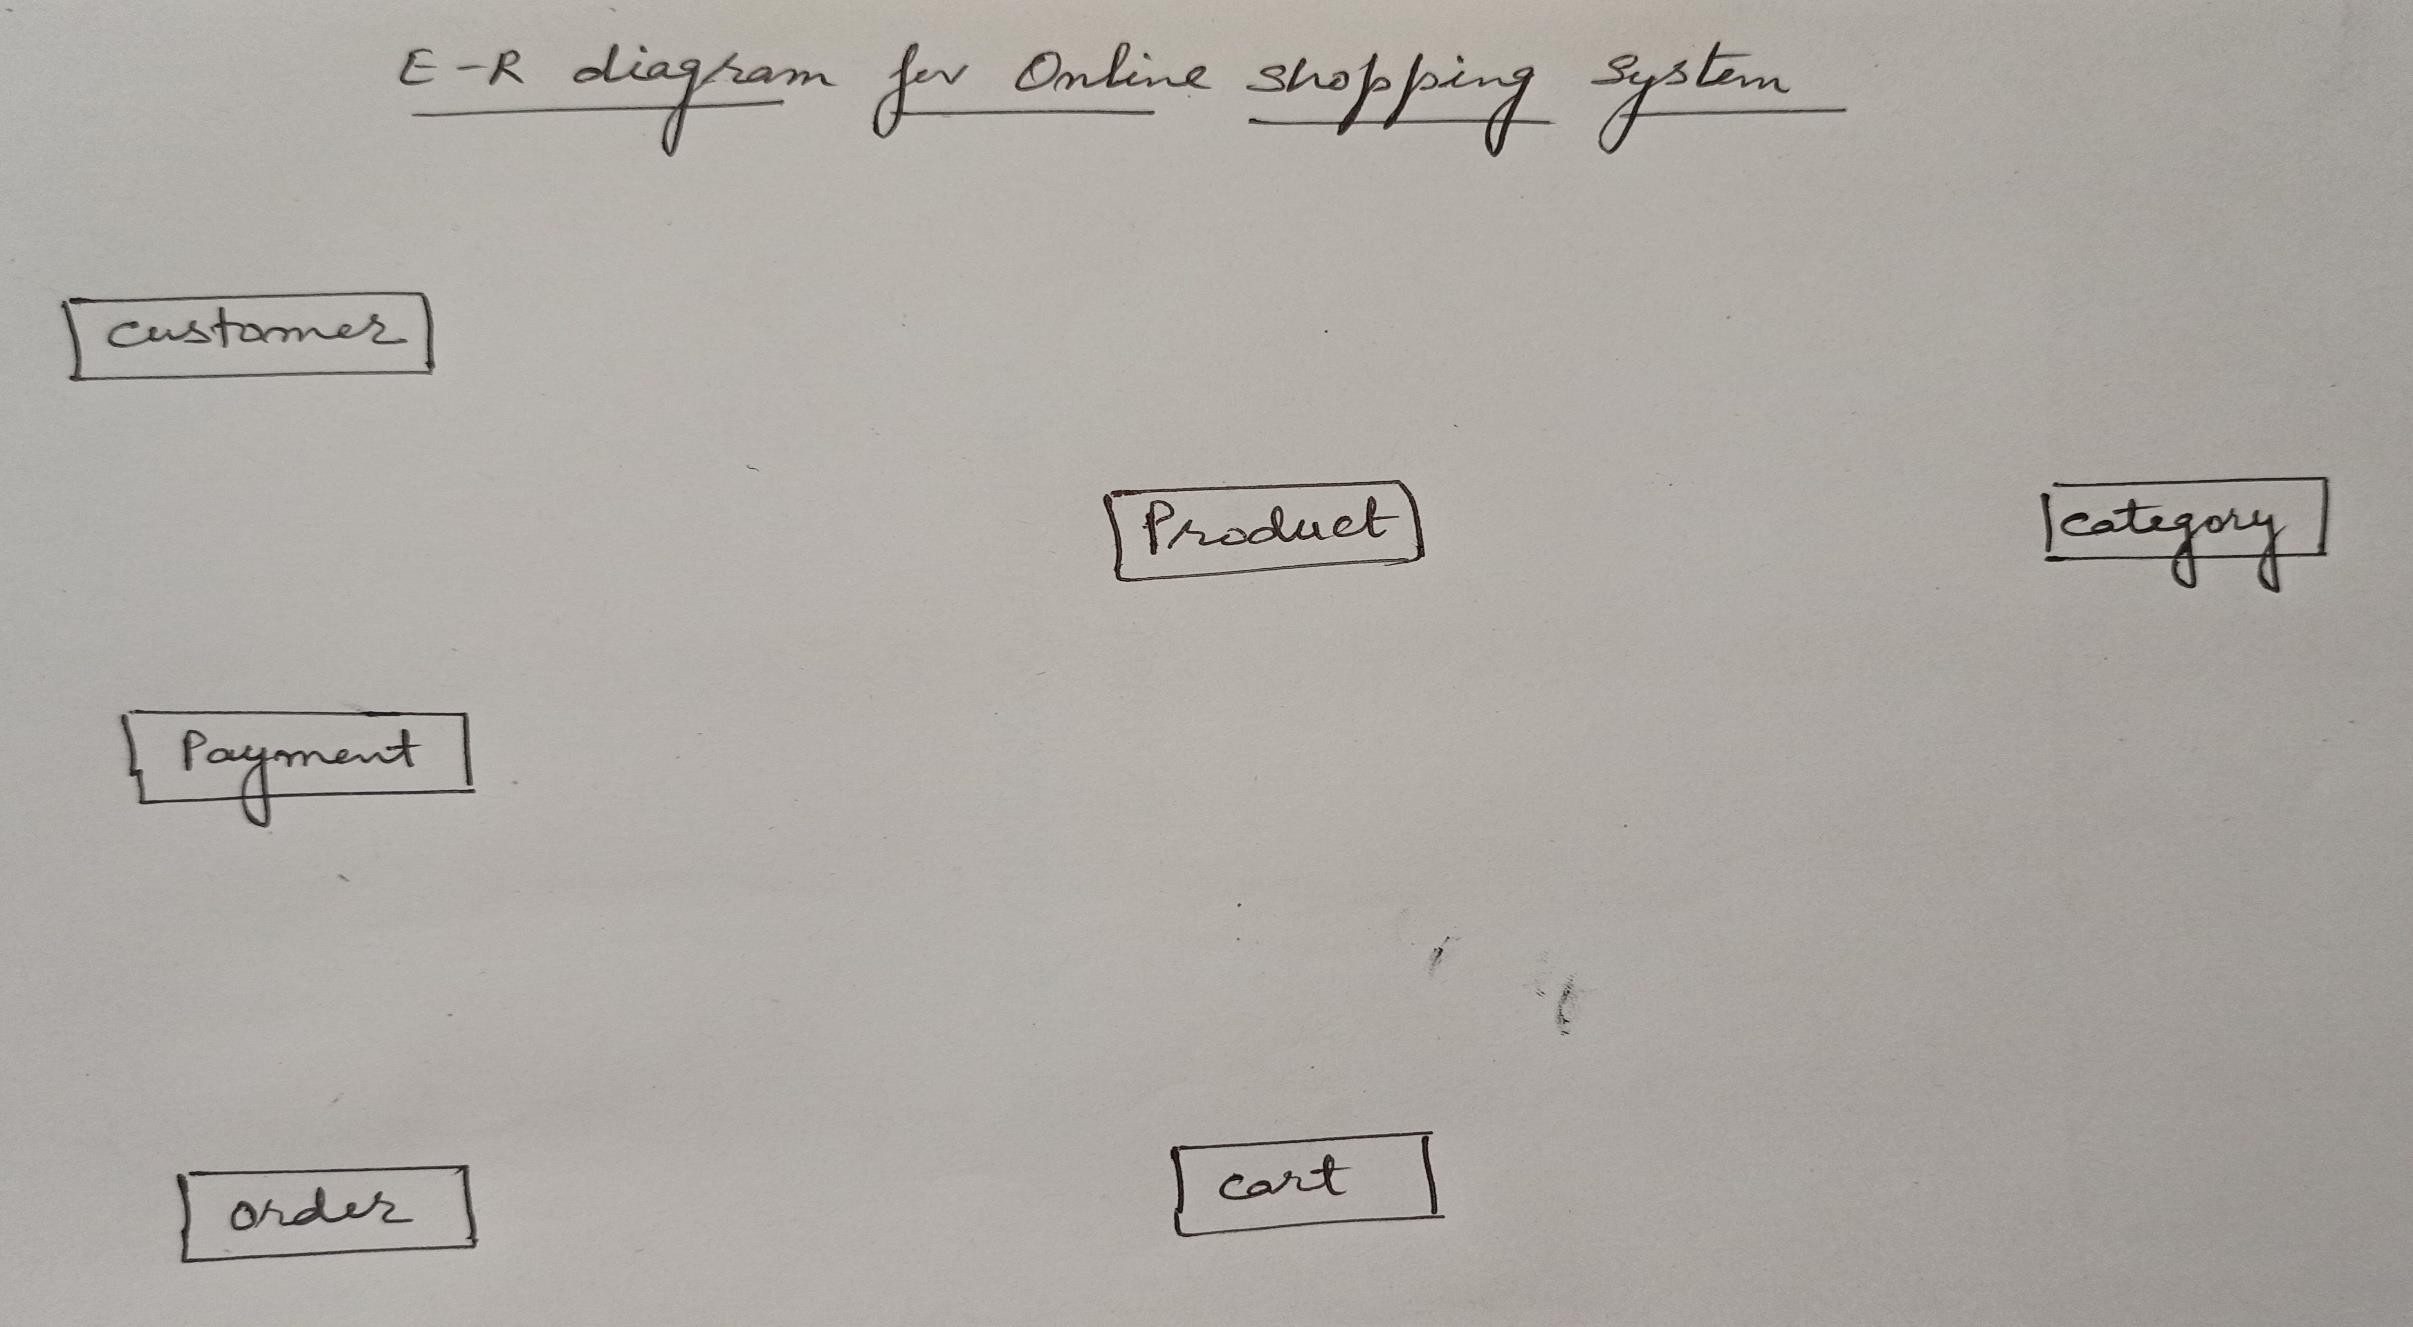 E-R diagram for Online shopping System
customer
Product
category
Payment
order
cart